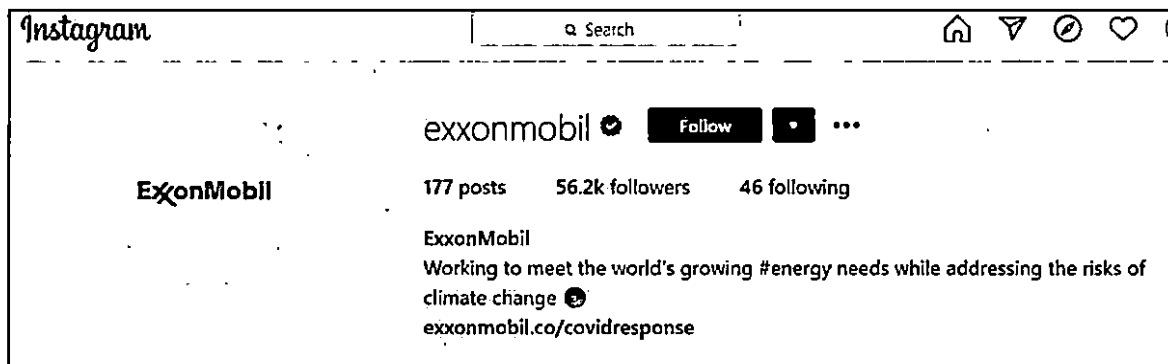 Instagram
Search
exxonmobil
Follow
177 posts 56.2k followers 46 following
ExxonMobil
ExxonMobil
Working to meet the world's growing #energy needs while addressing the risks of
climate change
exxonmobil.co/covidresponse